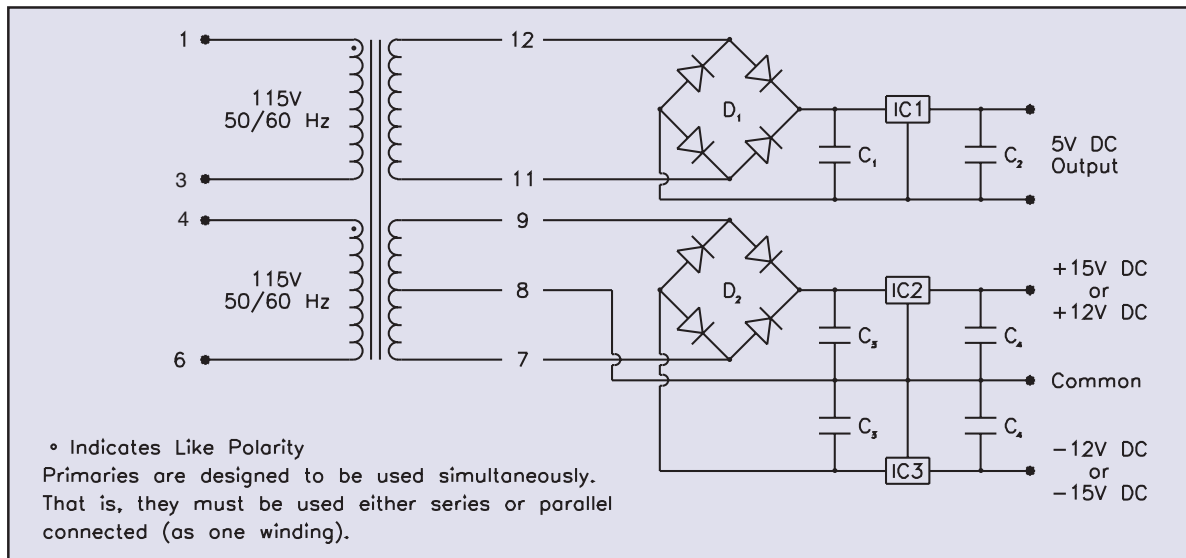 1
12
115V
50/60 Hz
D₁
IC1
C₁
C₂
5V DC
Output
3
11
4
9
115V
50/60 Hz
8
D₂
IC2
C₃
C₄
+15V DC
or
+12V DC
6
7
Common
C₃
C₄
IC3
−12V DC
or
−15V DC
° Indicates Like Polarity
Primaries are designed to be used simultaneously.
That is, they must be used either series or parallel
connected (as one winding).